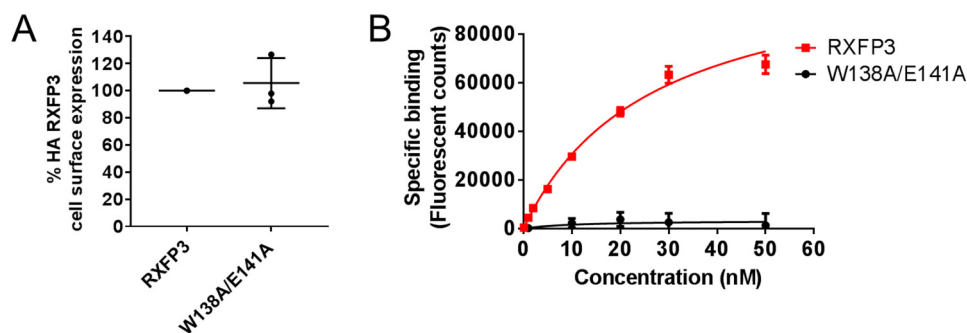 A
% HA RXFP3
cell surface expression
140
120
100
80
60
40
20
0
RXFP3
W138A/E141A
B
Specific binding
(Fluorescent counts)
80000
60000
40000
20000
0
0 10 20 30 40 50 60
Concentration (nM)
RXFP3
W138A/E141A